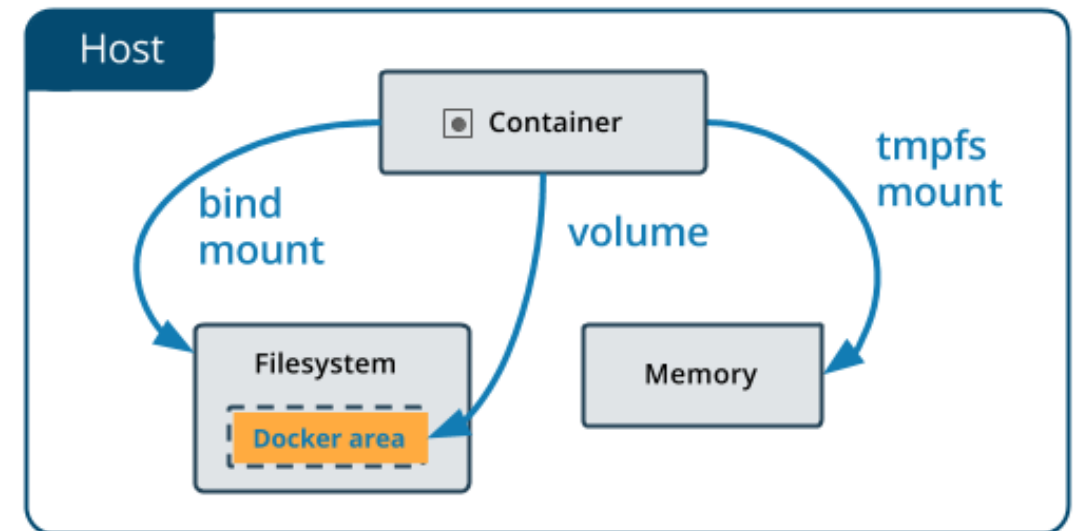 Host
Container
bind
mount
volume
tmpfs
mount
Filesystem
Docker area
Memory